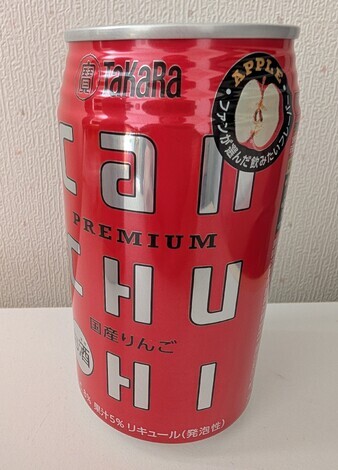 寶 TaKaRa
APPLE
・ファンが選んだ飲みたいフレーバー・
can
PREMIUM
CHU
国産りんご
酒
HI
果汁5% リキュール(発泡性)